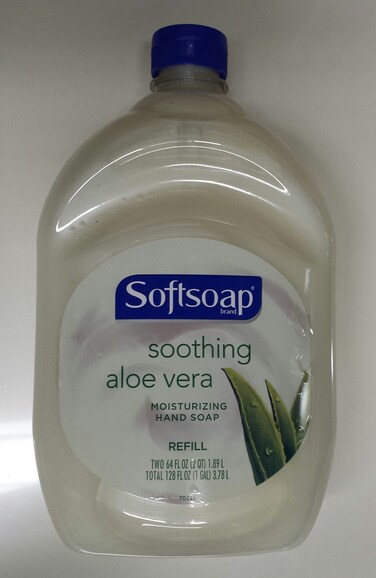 Softsoap®
brand
soothing
aloe vera
MOISTURIZING
HAND SOAP
REFILL
TWO 64 FL OZ (2 QT) 1.89 L
TOTAL 128 FL OZ (1 GAL) 3.78 L